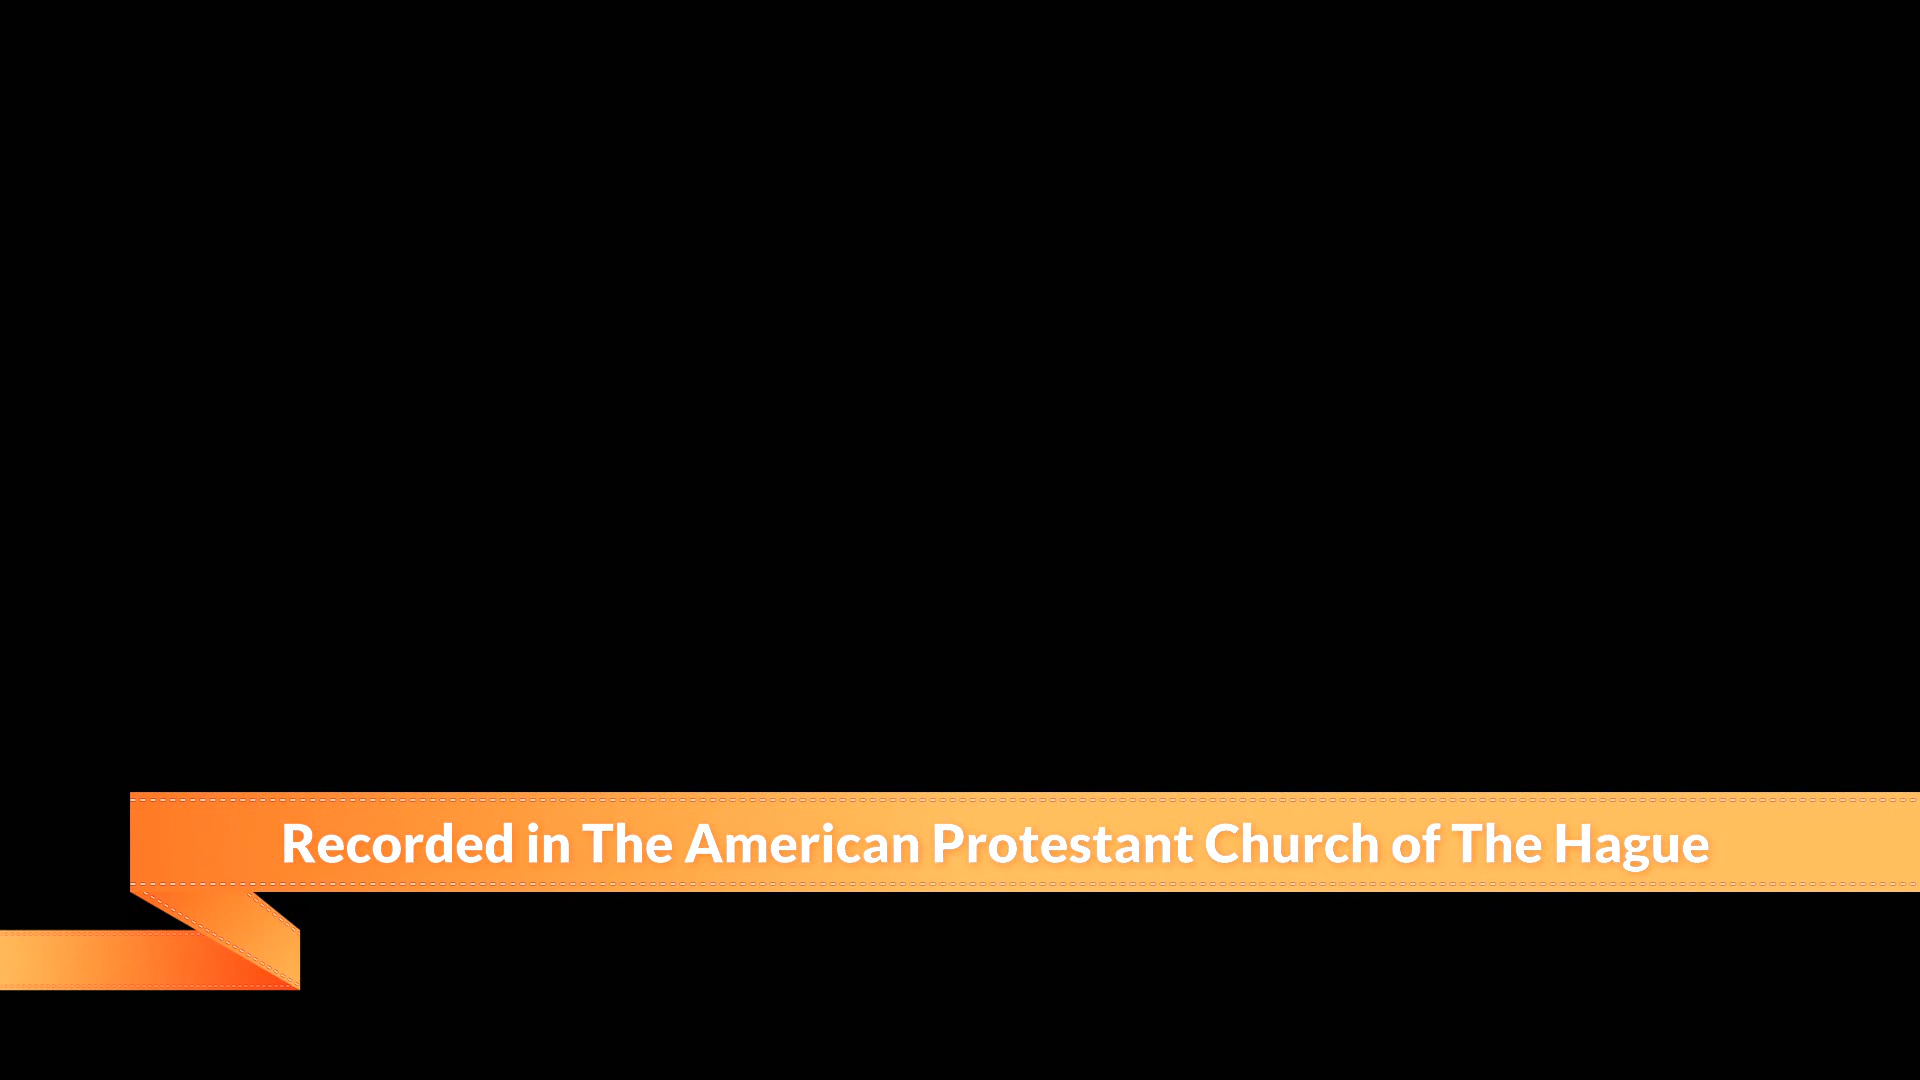 Recorded in The American Protestant Church of The Hague